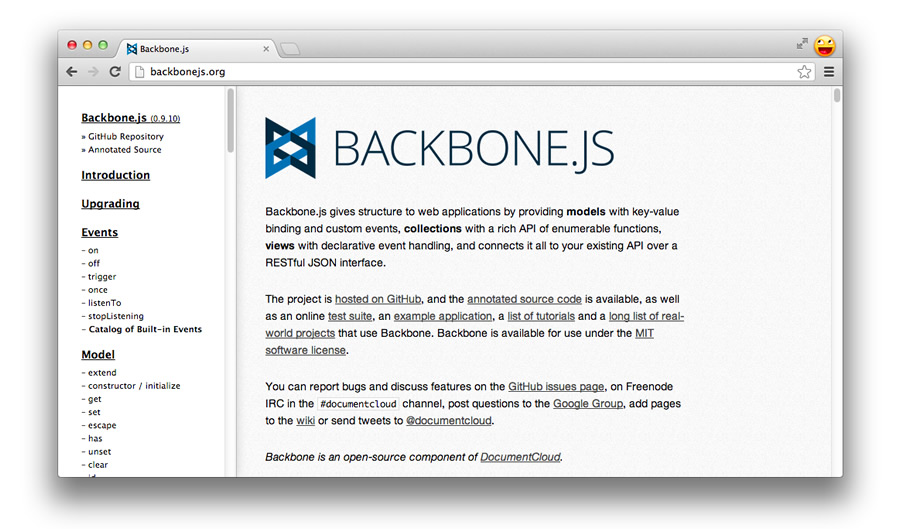 Backbone.js
backbonejs.org
Backbone.js (0.9.10)
» GitHub Repository
» Annotated Source
Introduction
Upgrading
Events
– on
– off
– trigger
– once
– listenTo
– stopListening
– Catalog of Built-in Events
Model
– extend
– constructor / initialize
– get
– set
– escape
– has
– unset
– clear
BACKBONE.JS
Backbone.js gives structure to web applications by providing models with key-value
binding and custom events, collections with a rich API of enumerable functions,
views with declarative event handling, and connects it all to your existing API over a
RESTful JSON interface.
The project is hosted on GitHub, and the annotated source code is available, as well
as an online test suite, an example application, a list of tutorials and a long list of real-
world projects that use Backbone. Backbone is available for use under the MIT
software license.
You can report bugs and discuss features on the GitHub issues page, on Freenode
IRC in the #documentcloud channel, post questions to the Google Group, add pages
to the wiki or send tweets to @documentcloud.
Backbone is an open-source component of DocumentCloud.